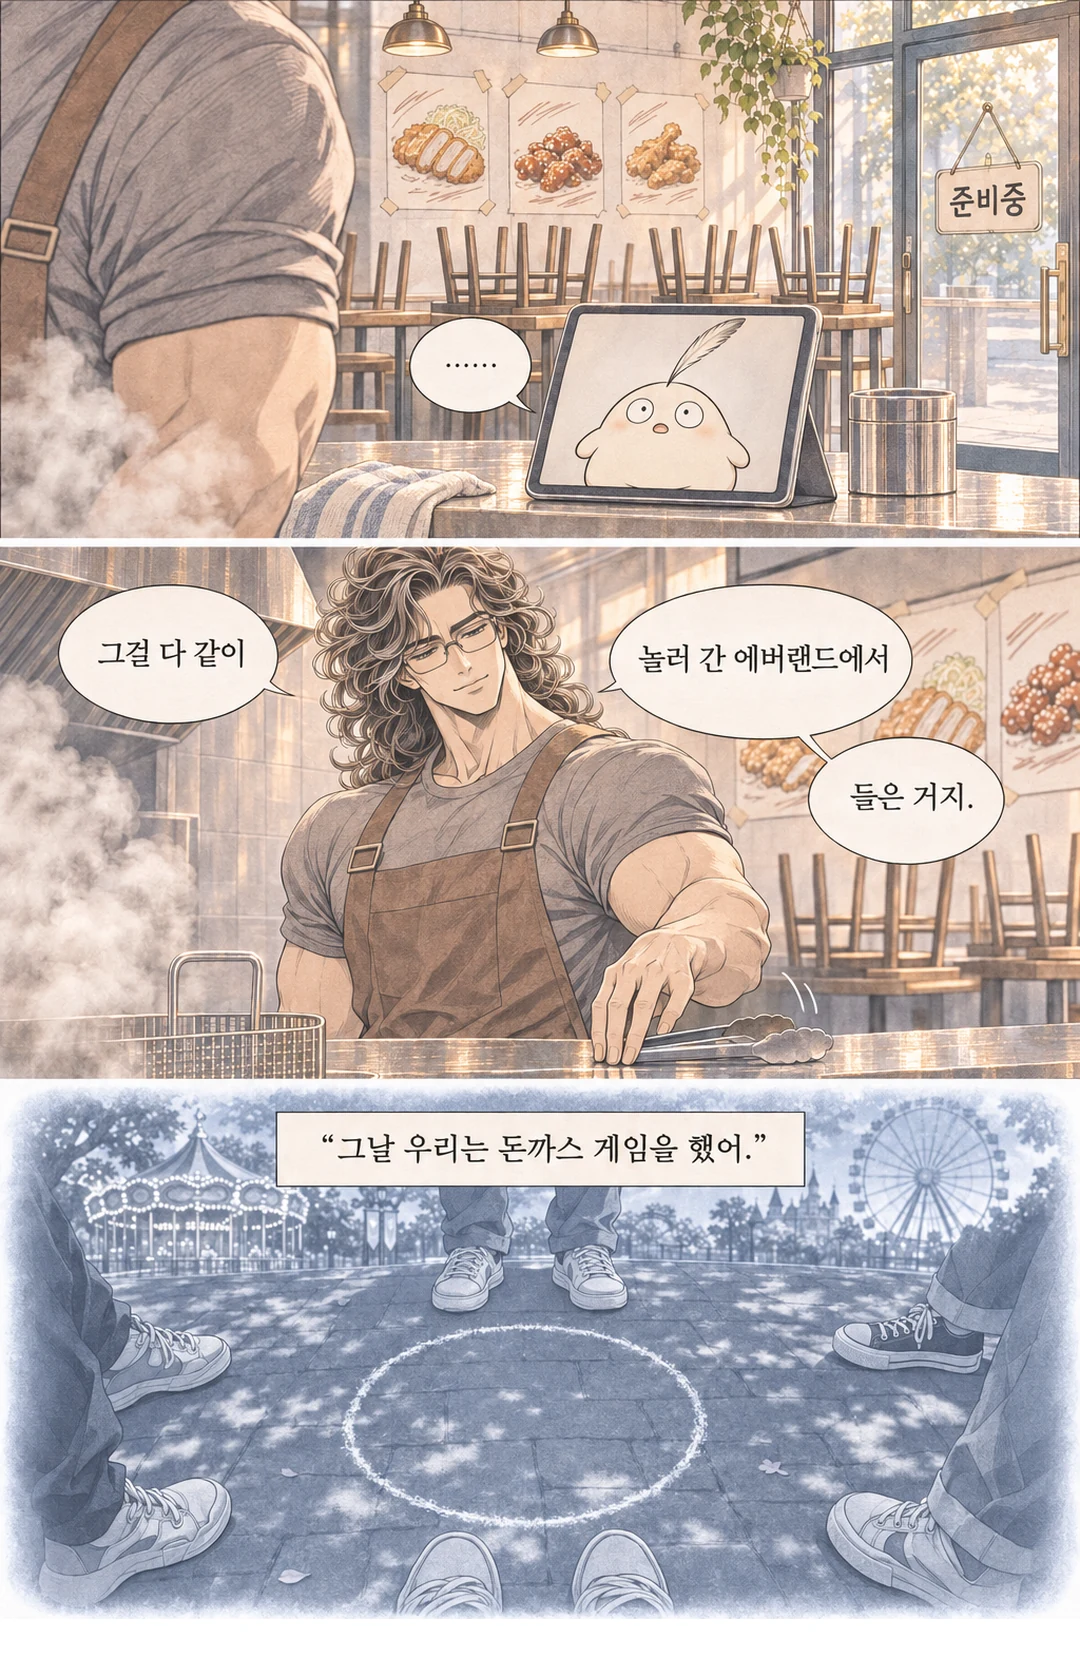 준비중
······
그걸 다 같이
놀러 간 에버랜드에서
들은 거지.
“그날 우리는 돈까스 게임을 했어.”